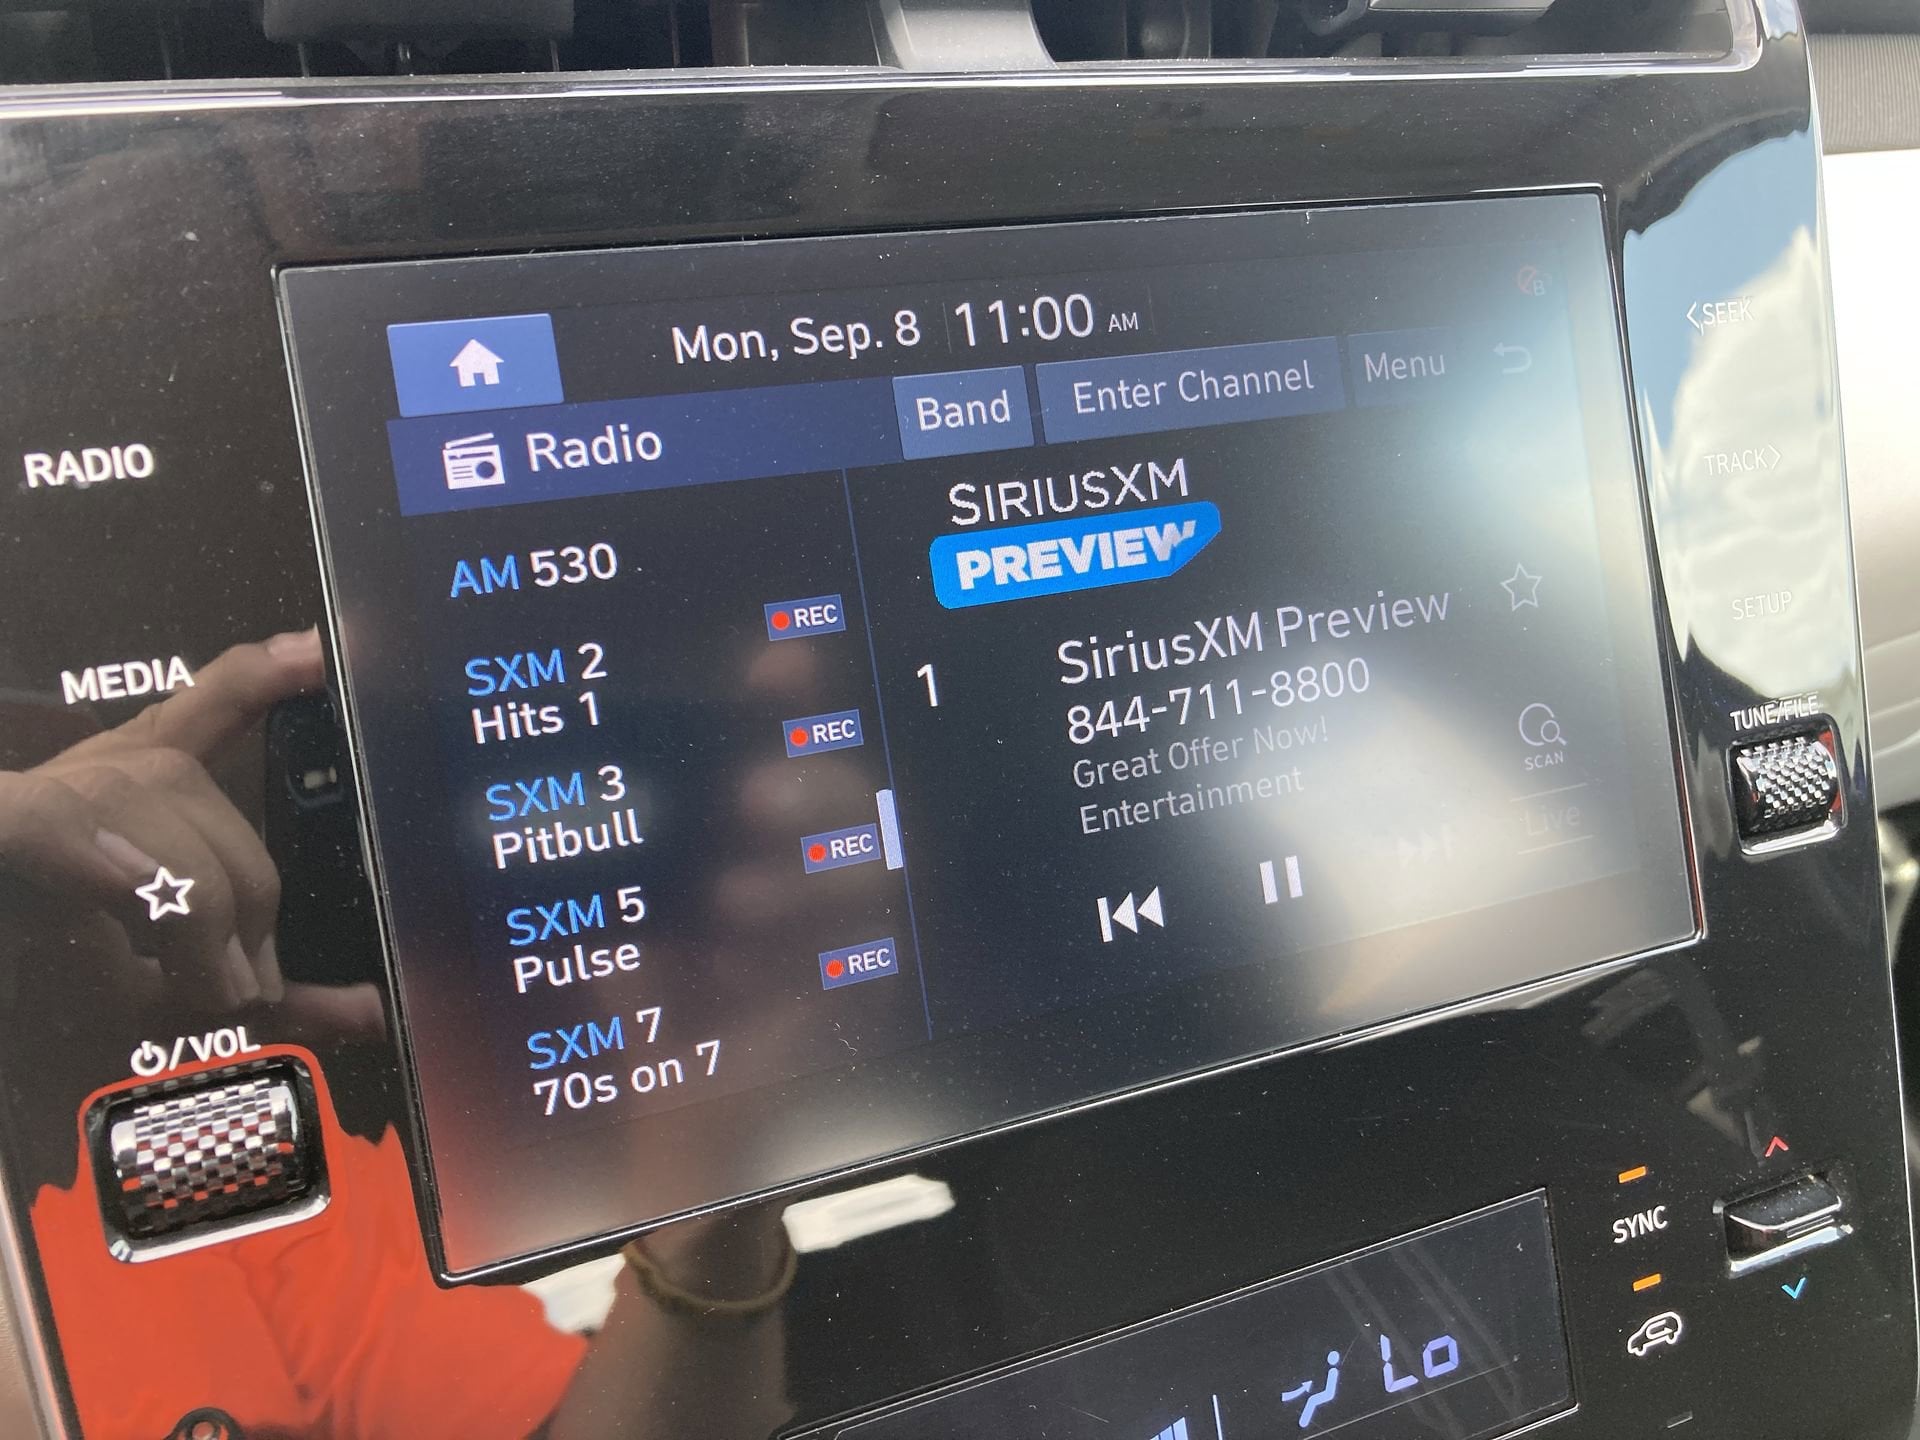 Mon, Sep. 8 11:00 AM
Radio
Band
Enter Channel
Menu
AM 530
REC
SXM 2
Hits 1
REC
SXM 3
Pitbull
REC
SXM 5
Pulse
REC
SXM 7
70s on 7
SIRIUSXM
PREVIEW
1
SiriusXM Preview
844-711-8800
Great Offer Now!
Entertainment
SCAN
Live
RADIO
MEDIA
/VOL
<SEEK
TRACK>
SETUP
TUNE/FILE
SYNC
Lo